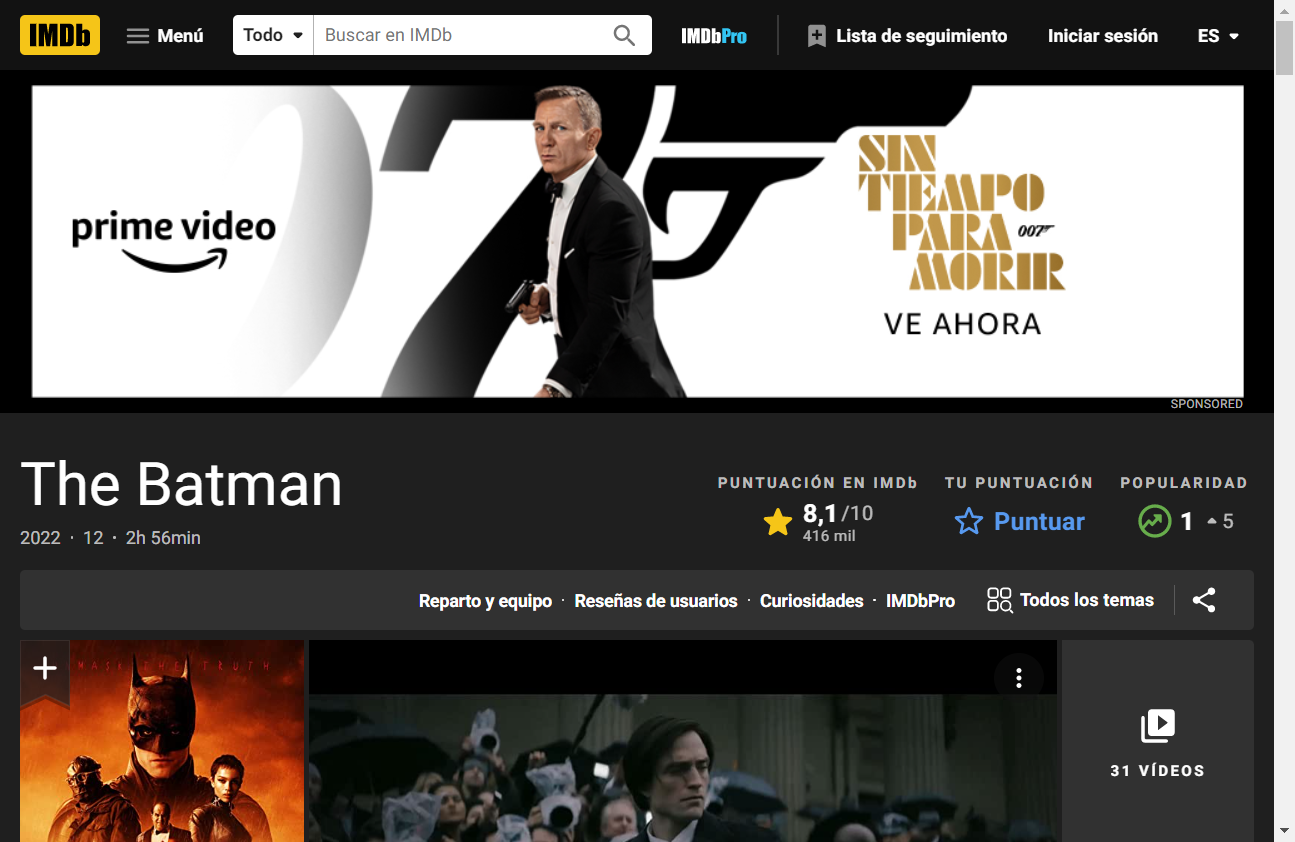 IMDb Menú Todo Buscar en IMDb IMDbPro Lista de seguimiento Iniciar sesión ES
prime video
SIN
TIEMPO
PARA 007
MORIR
VE AHORA
SPONSORED
The Batman
2022 · 12 · 2h 56min
PUNTUACIÓN EN IMDb TU PUNTUACIÓN POPULARIDAD
8,1/10 Puntuar 1 5
416 mil
Reparto y equipo · Reseñas de usuarios · Curiosidades · IMDbPro Todos los temas
MASK THE TRUTH
31 VÍDEOS